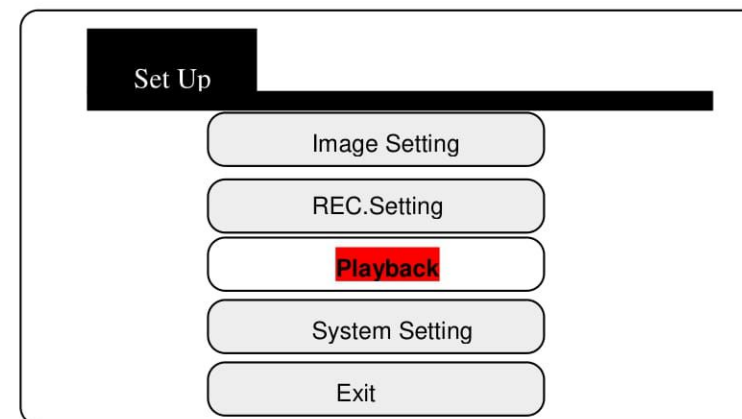 Set Up
Image Setting
REC.Setting
Playback
System Setting
Exit